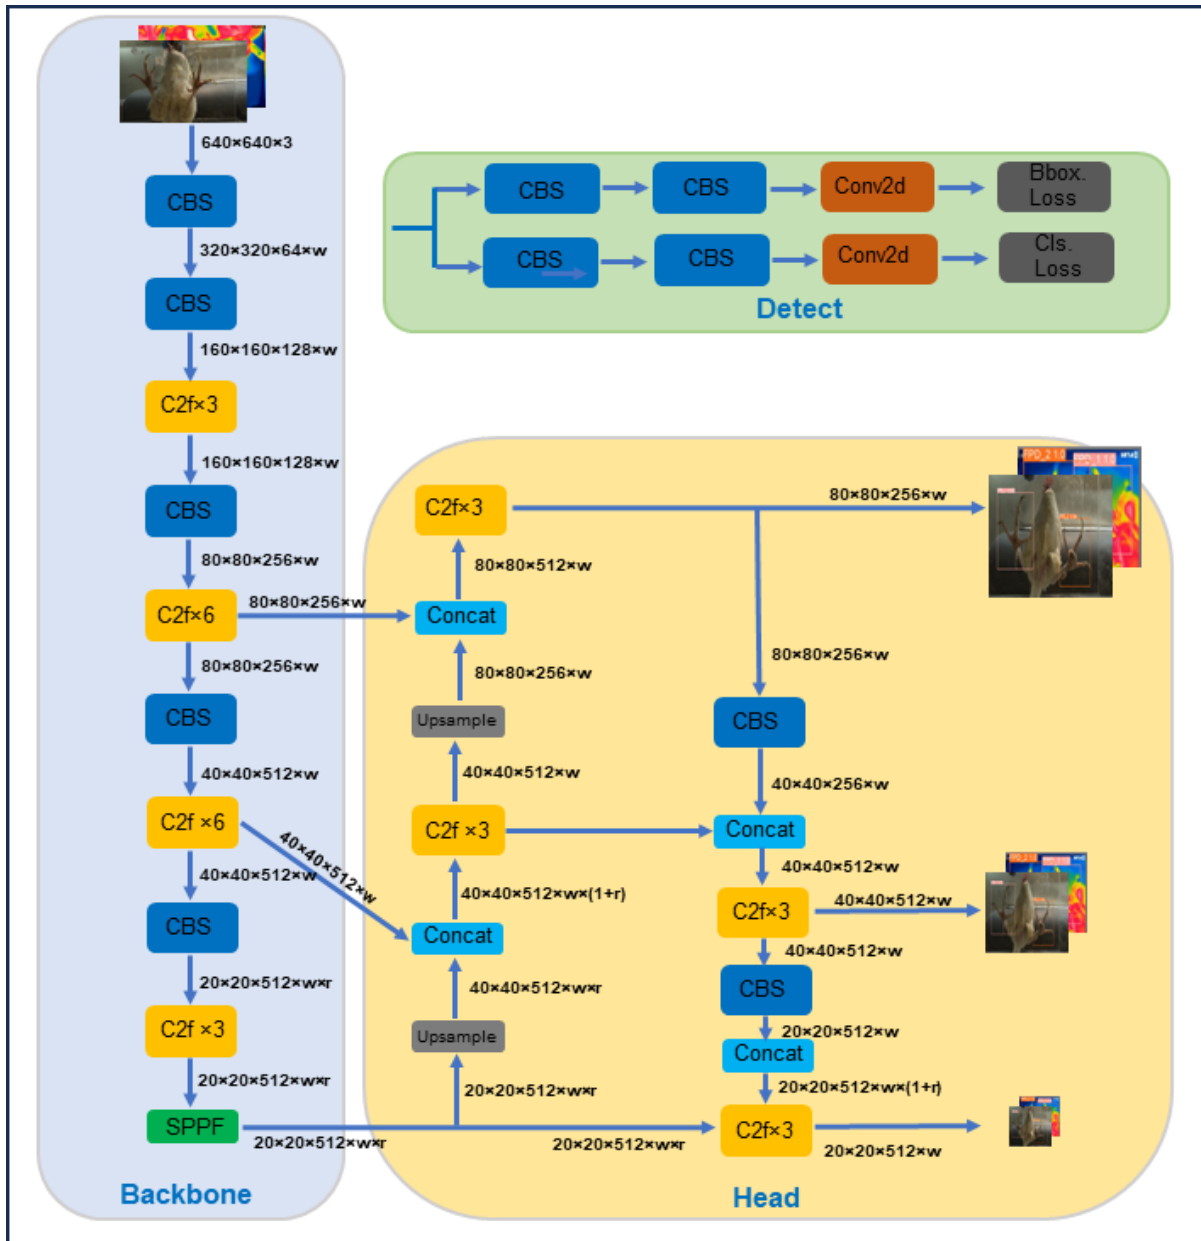 640×640×3
CBS
320×320×64×w
CBS
160×160×128×w
C2f×3
160×160×128×w
CBS
80×80×256×w
C2f×6
80×80×256×w
80×80×256×w
CBS
40×40×512×w
C2f ×6
40×40×512×w
40×40×512×w
CBS
20×20×512×w×r
C2f ×3
20×20×512×w×r
SPPF
20×20×512×w×r
Backbone
CBS
CBS
Conv2d
Bbox.
Loss
CBS
CBS
Conv2d
Cls.
Loss
Detect
C2f×3
80×80×256×w
80×80×512×w
Concat
80×80×256×w
Upsample
40×40×512×w
C2f ×3
40×40×512×w×(1+r)
Concat
40×40×512×w×r
Upsample
20×20×512×w×r
20×20×512×w×r
80×80×256×w
CBS
40×40×256×w
Concat
40×40×512×w
C2f×3
40×40×512×w
40×40×512×w
CBS
20×20×512×w
Concat
20×20×512×w×(1+r)
C2f×3
20×20×512×w
FPD_2 1.0
FPD_1 1.0
Head